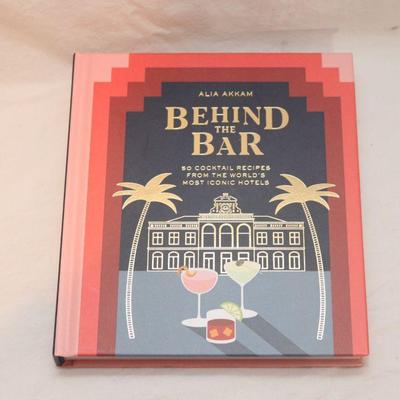 ALIA AKKAM
BEHIND
THE
BAR
50 COCKTAIL RECIPES
FROM THE WORLD'S
MOST ICONIC HOTELS